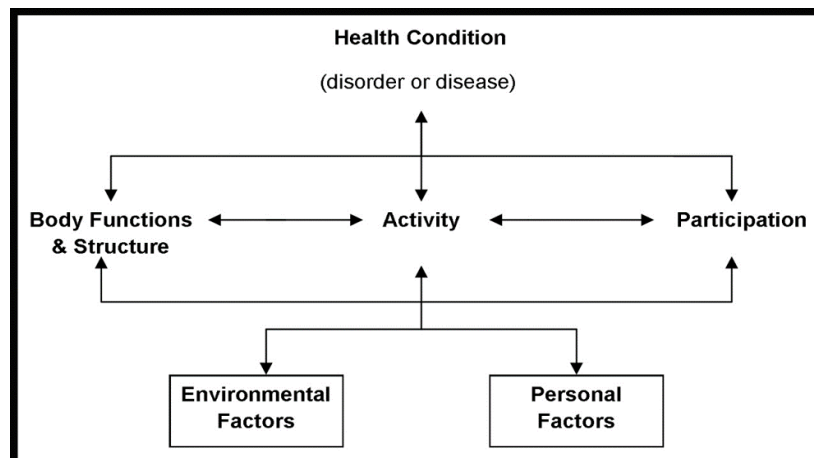 Health Condition
(disorder or disease)
Body Functions
& Structure
Activity
Participation
Environmental
Factors
Personal
Factors